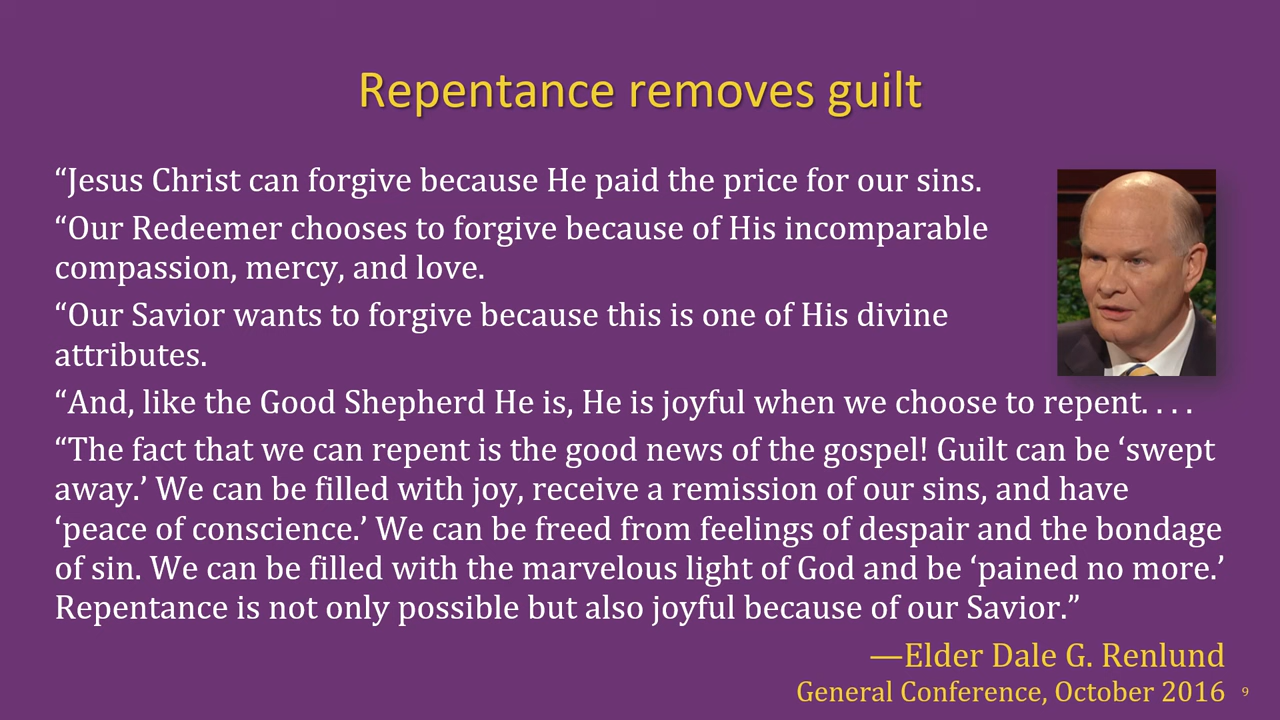 Repentance removes guilt
“Jesus Christ can forgive because He paid the price for our sins.
“Our Redeemer chooses to forgive because of His incomparable
compassion, mercy, and love.
“Our Savior wants to forgive because this is one of His divine
attributes.
“And, like the Good Shepherd He is, He is joyful when we choose to repent. . . .
“The fact that we can repent is the good news of the gospel! Guilt can be ‘swept
away.’ We can be filled with joy, receive a remission of our sins, and have
‘peace of conscience.’ We can be freed from feelings of despair and the bondage
of sin. We can be filled with the marvelous light of God and be ‘pained no more.’
Repentance is not only possible but also joyful because of our Savior.”
—Elder Dale G. Renlund
General Conference, October 2016
9